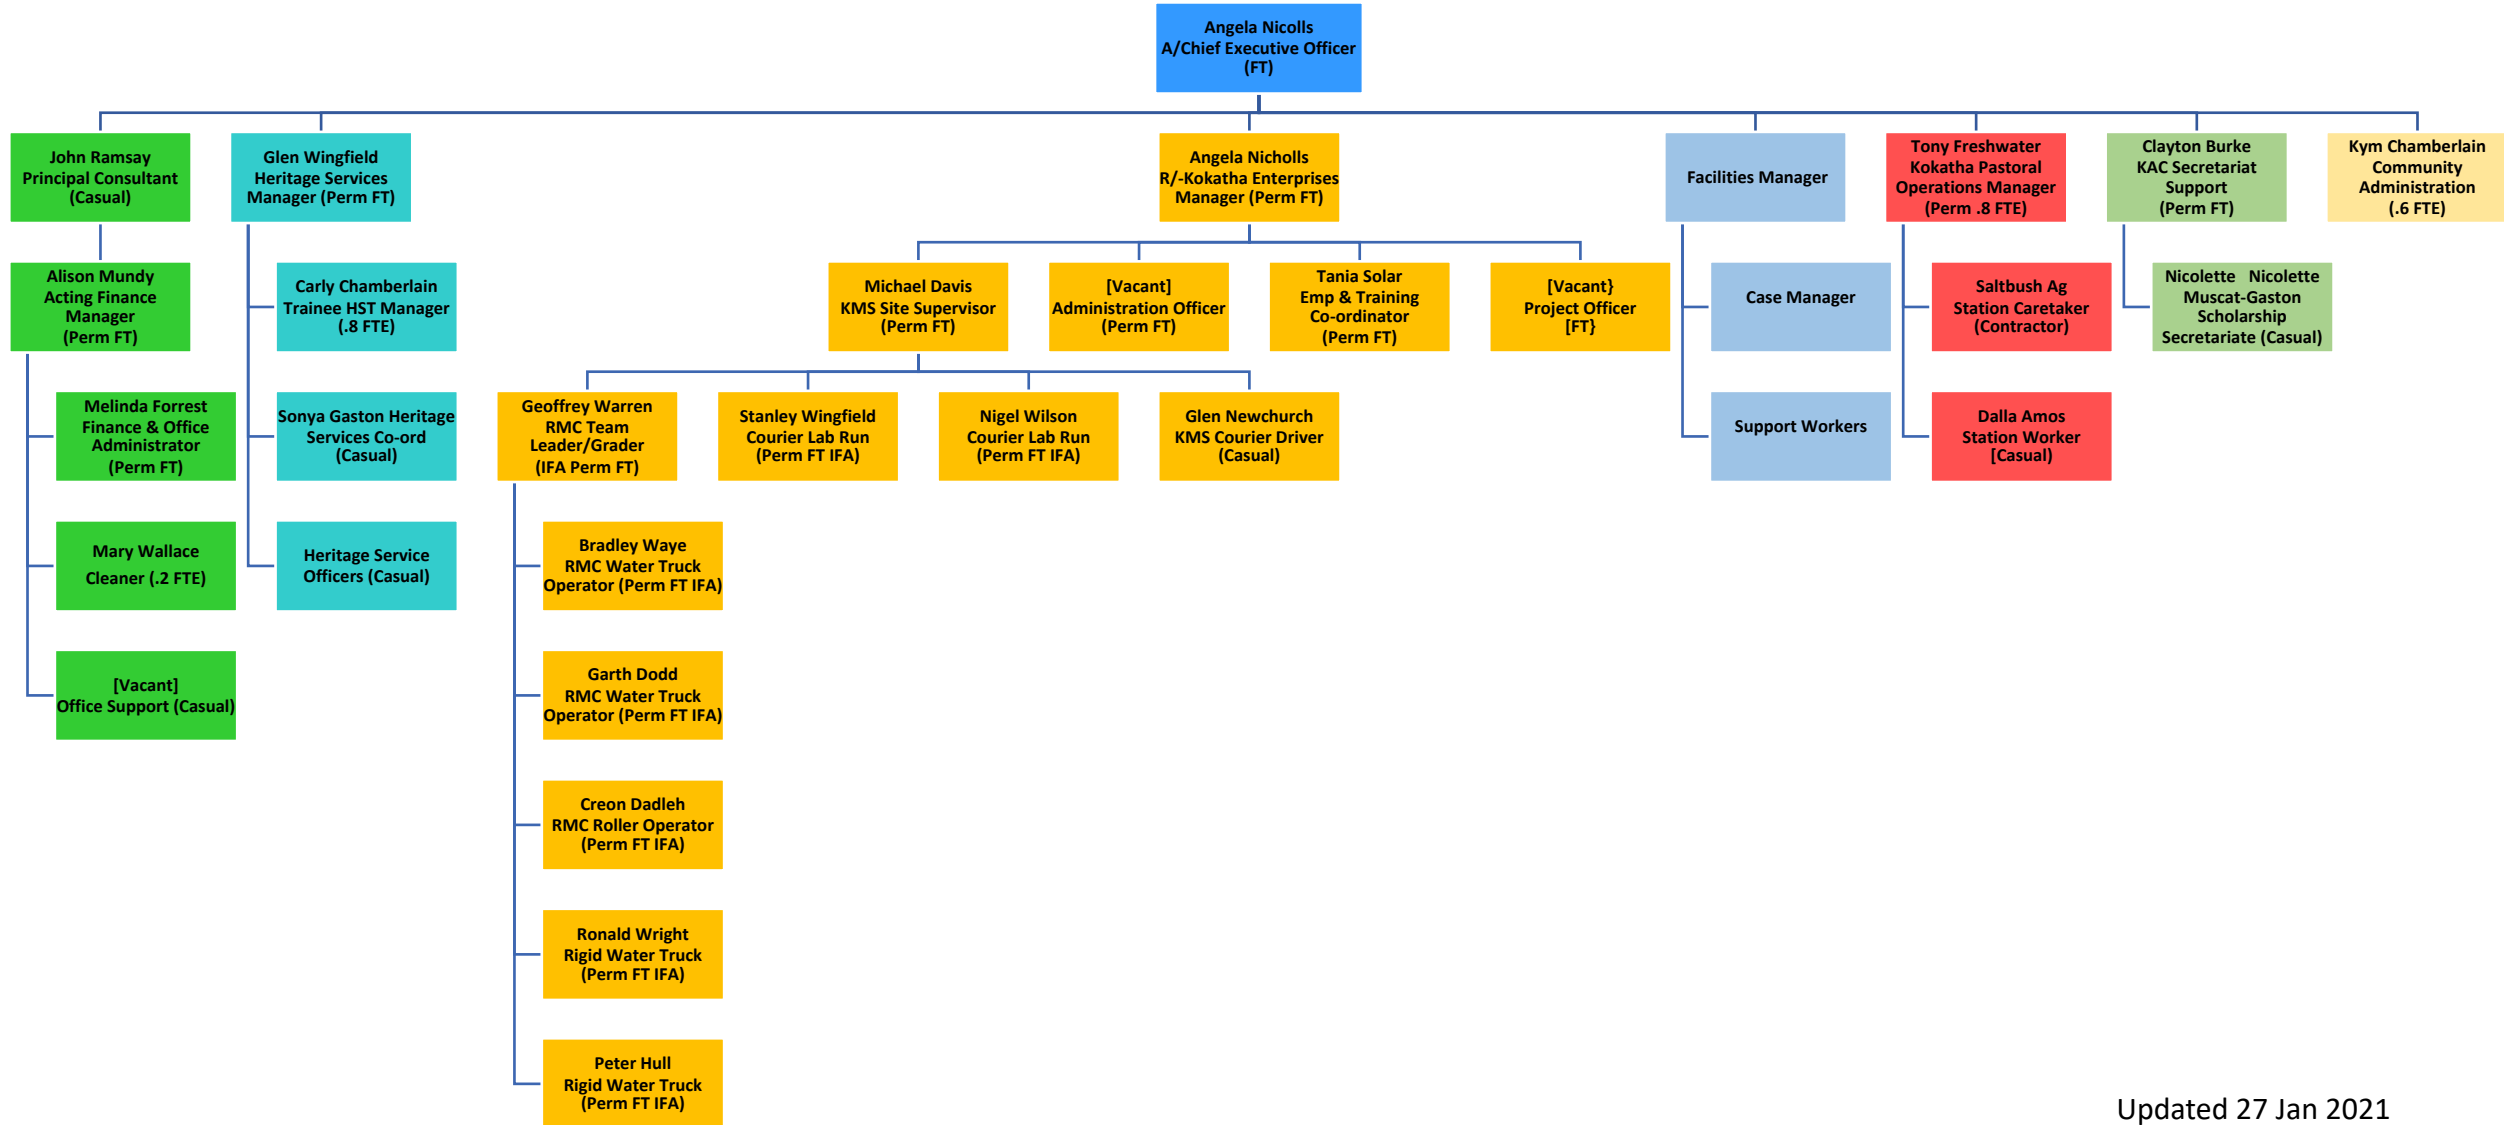 Angela Nicolls
A/Chief Executive Officer
(FT)
John Ramsay
Principal Consultant
(Casual)
Glen Wingfield
Heritage Services
Manager (Perm FT)
Angela Nicholls
R/-Kokatha Enterprises
Manager (Perm FT)
Facilities Manager
Tony Freshwater
Kokatha Pastoral
Operations Manager
(Perm .8 FTE)
Clayton Burke
KAC Secretariat
Support
(Perm FT)
Kym Chamberlain
Community
Administration
(.6 FTE)
Alison Mundy
Acting Finance
Manager
(Perm FT)
Carly Chamberlain
Trainee HST Manager
(.8 FTE)
Michael Davis
KMS Site Supervisor
(Perm FT)
[Vacant]
Administration Officer
(Perm FT)
Tania Solar
Emp & Training
Co-ordinator
(Perm FT)
[Vacant}
Project Officer
[FT}
Case Manager
Saltbush Ag
Station Caretaker
(Contractor)
Nicolette   Nicolette
Muscat-Gaston
Scholarship
Secretariate (Casual)
Melinda Forrest
Finance & Office
Administrator
(Perm FT)
Sonya Gaston Heritage
Services Co-ord
(Casual)
Geoffrey Warren
RMC Team
Leader/Grader
(IFA Perm FT)
Stanley Wingfield
Courier Lab Run
(Perm FT IFA)
Nigel Wilson
Courier Lab Run
(Perm FT IFA)
Glen Newchurch
KMS Courier Driver
(Casual)
Support Workers
Dalla Amos
Station Worker
[Casual)
Mary Wallace
Cleaner (.2 FTE)
Heritage Service
Officers (Casual)
Bradley Waye
RMC Water Truck
Operator (Perm FT IFA)
[Vacant]
Office Support (Casual)
Garth Dodd
RMC Water Truck
Operator (Perm FT IFA)
Creon Dadleh
RMC Roller Operator
(Perm FT IFA)
Ronald Wright
Rigid Water Truck
(Perm FT IFA)
Peter Hull
Rigid Water Truck
(Perm FT IFA)
Updated 27 Jan 2021